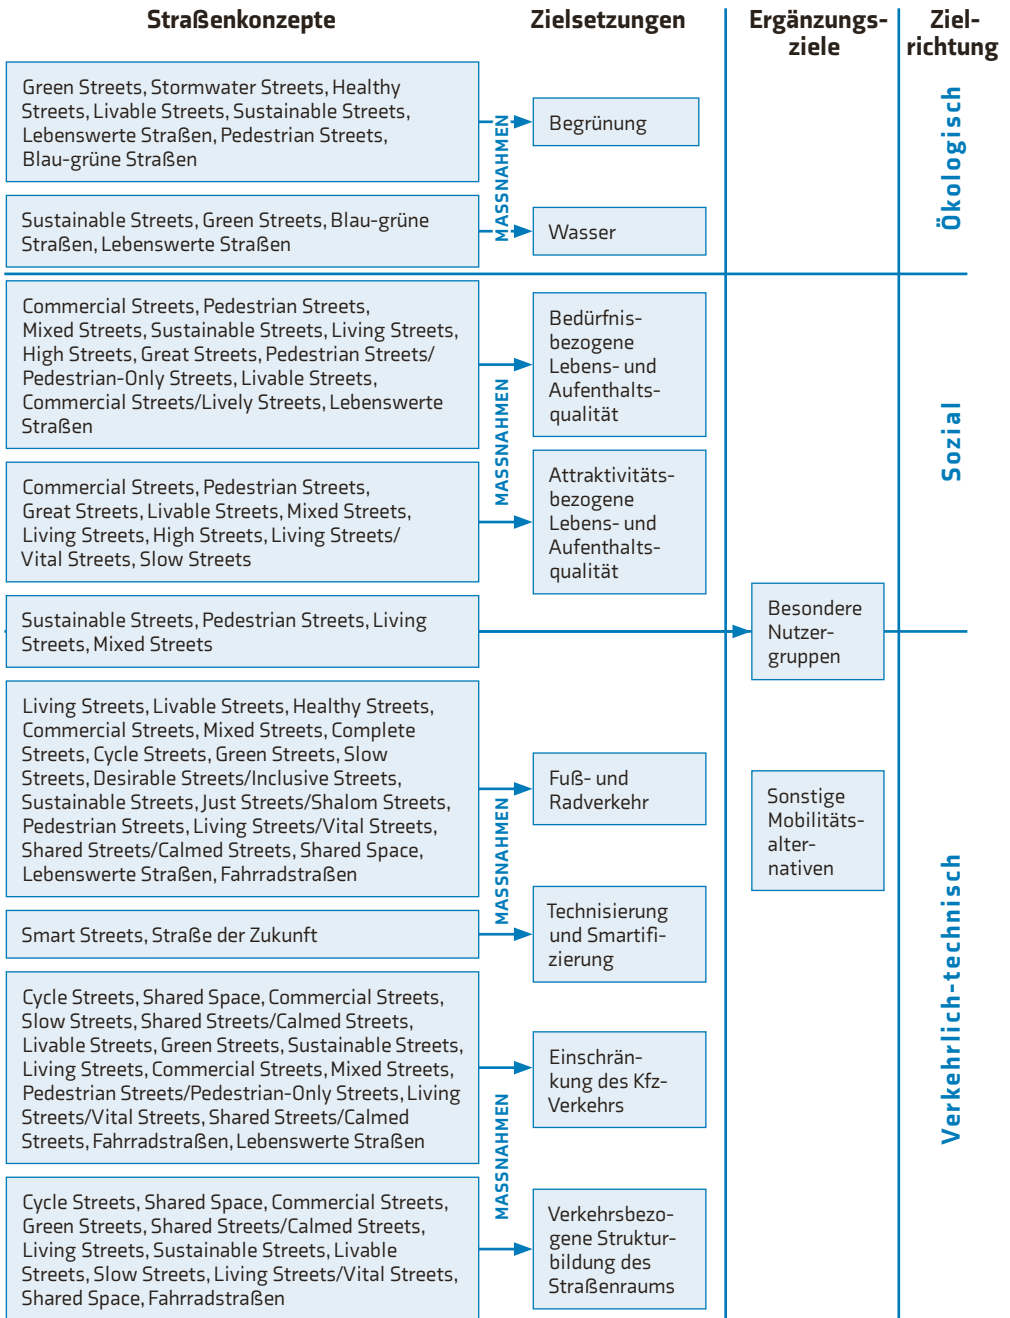 Straßenkonzepte
Zielsetzungen
Ergänzungs-
ziele
Ziel-
richtung
Green Streets, Stormwater Streets, Healthy
Streets, Livable Streets, Sustainable Streets,
Lebenswerte Straßen, Pedestrian Streets,
Blau-grüne Straßen
MASSNAHMEN
Begrünung
Ökologisch
Sustainable Streets, Green Streets, Blau-grüne
Straßen, Lebenswerte Straßen
Wasser
Commercial Streets, Pedestrian Streets,
Mixed Streets, Sustainable Streets, Living Streets,
High Streets, Great Streets, Pedestrian Streets/
Pedestrian-Only Streets, Livable Streets,
Commercial Streets/Lively Streets, Lebenswerte
Straßen
MASSNAHMEN
Bedürfnis-
bezogene
Lebens- und
Aufenthalts-
qualität
Sozial
Commercial Streets, Pedestrian Streets,
Great Streets, Livable Streets, Mixed Streets,
Living Streets, High Streets, Living Streets/
Vital Streets, Slow Streets
Attraktivitäts-
bezogene
Lebens- und
Aufenthalts-
qualität
Sustainable Streets, Pedestrian Streets, Living
Streets, Mixed Streets
Besondere
Nutzer-
gruppen
Living Streets, Livable Streets, Healthy Streets,
Commercial Streets, Mixed Streets, Complete
Streets, Cycle Streets, Green Streets, Slow
Streets, Desirable Streets/Inclusive Streets,
Sustainable Streets, Just Streets/Shalom Streets,
Pedestrian Streets, Living Streets/Vital Streets,
Shared Streets/Calmed Streets, Shared Space,
Lebenswerte Straßen, Fahrradstraßen
MASSNAHMEN
Fuß- und
Radverkehr
Sonstige
Mobilitäts-
alter-
nativen
Verkehrlich-technisch
Smart Streets, Straße der Zukunft
Technisierung
und Smartifi-
zierung
Cycle Streets, Shared Space, Commercial Streets,
Slow Streets, Shared Streets/Calmed Streets,
Livable Streets, Green Streets, Sustainable Streets,
Living Streets, Commercial Streets, Mixed Streets,
Pedestrian Streets/Pedestrian-Only Streets, Living
Streets/Vital Streets, Shared Streets/Calmed
Streets, Fahrradstraßen, Lebenswerte Straßen
MASSNAHMEN
Einschrän-
kung des Kfz-
Verkehrs
Cycle Streets, Shared Space, Commercial Streets,
Green Streets, Shared Streets/Calmed Streets,
Living Streets, Sustainable Streets, Livable
Streets, Slow Streets, Living Streets/Vital Streets,
Shared Space, Fahrradstraßen
Verkehrsbezo-
gene Struktur-
bildung des
Straßenraums